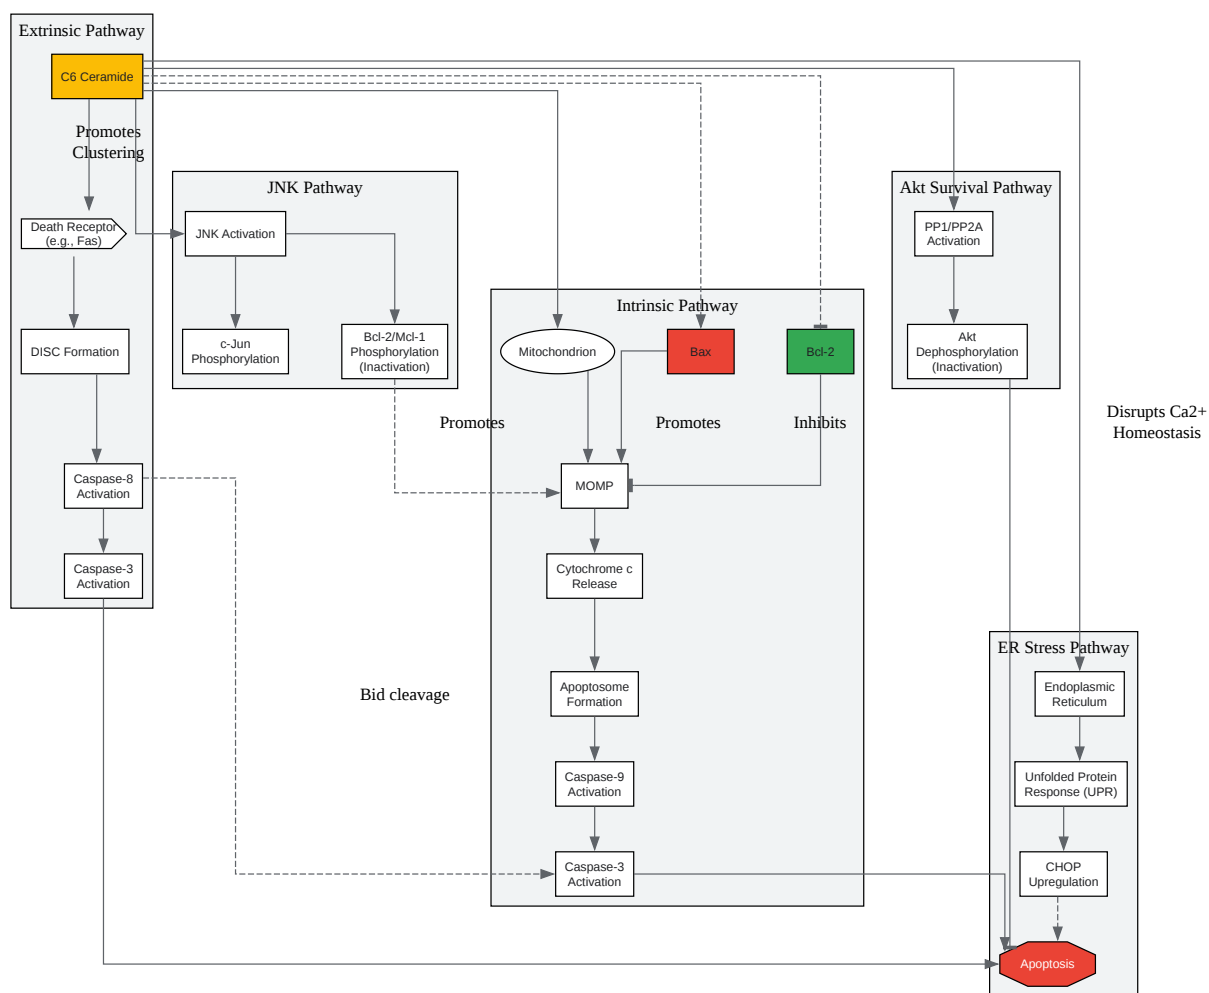 Extrinsic Pathway
C6 Ceramide
Promotes
Clustering
Death Receptor
(e.g., Fas)
DISC Formation
Caspase-8
Activation
Caspase-3
Activation
JNK Pathway
JNK Activation
c-Jun
Phosphorylation
Bcl-2/Mcl-1
Phosphorylation
(Inactivation)
Promotes
Bid cleavage
Intrinsic Pathway
Mitochondrion
Bax
Bcl-2
Promotes
Inhibits
MOMP
Cytochrome c
Release
Apoptosome
Formation
Caspase-9
Activation
Caspase-3
Activation
Akt Survival Pathway
PP1/PP2A
Activation
Akt
Dephosphorylation
(Inactivation)
Disrupts Ca2+
Homeostasis
ER Stress Pathway
Endoplasmic
Reticulum
Unfolded Protein
Response (UPR)
CHOP
Upregulation
Apoptosis